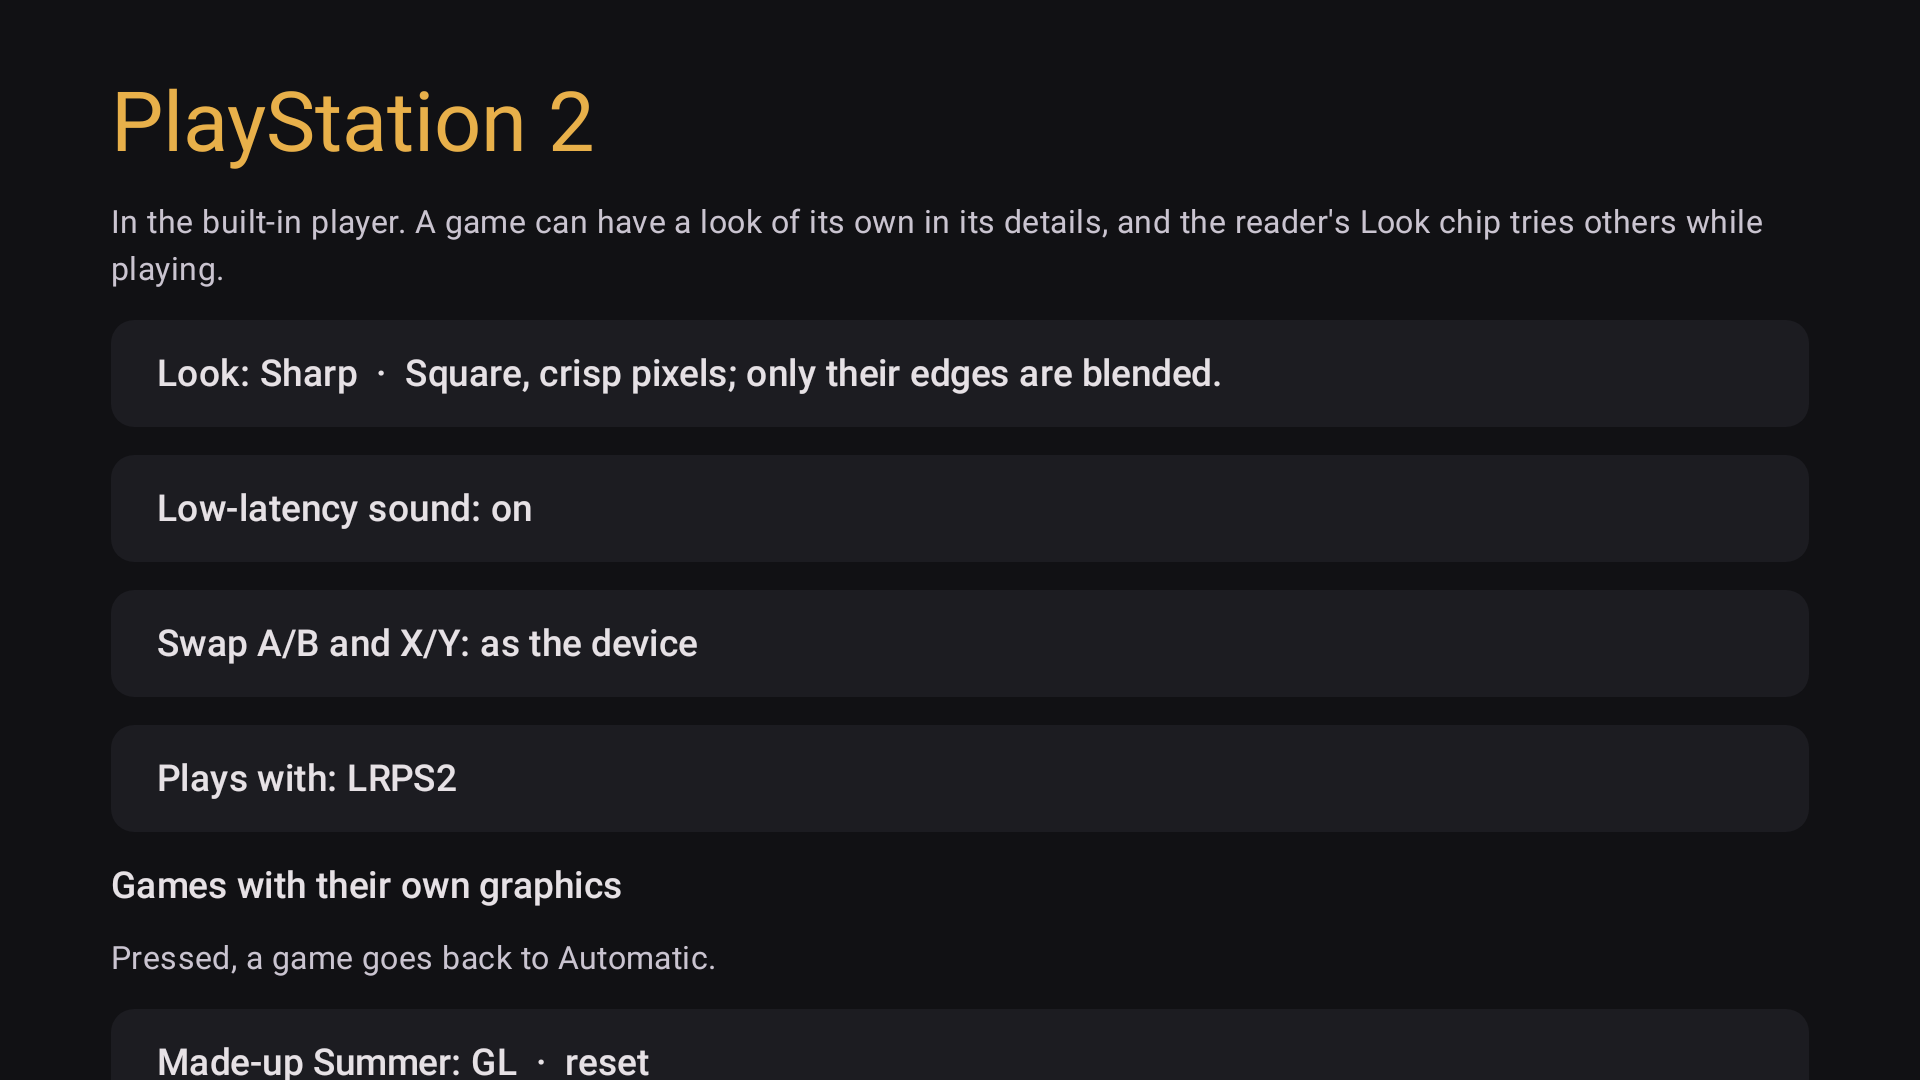 PlayStation 2
In the built-in player. A game can have a look of its own in its details, and the reader's Look chip tries others while
playing.
Look: Sharp · Square, crisp pixels; only their edges are blended.
Low-latency sound: on
Swap A/B and X/Y: as the device
Plays with: LRPS2
Games with their own graphics
Pressed, a game goes back to Automatic.
Made-up Summer: GL · reset